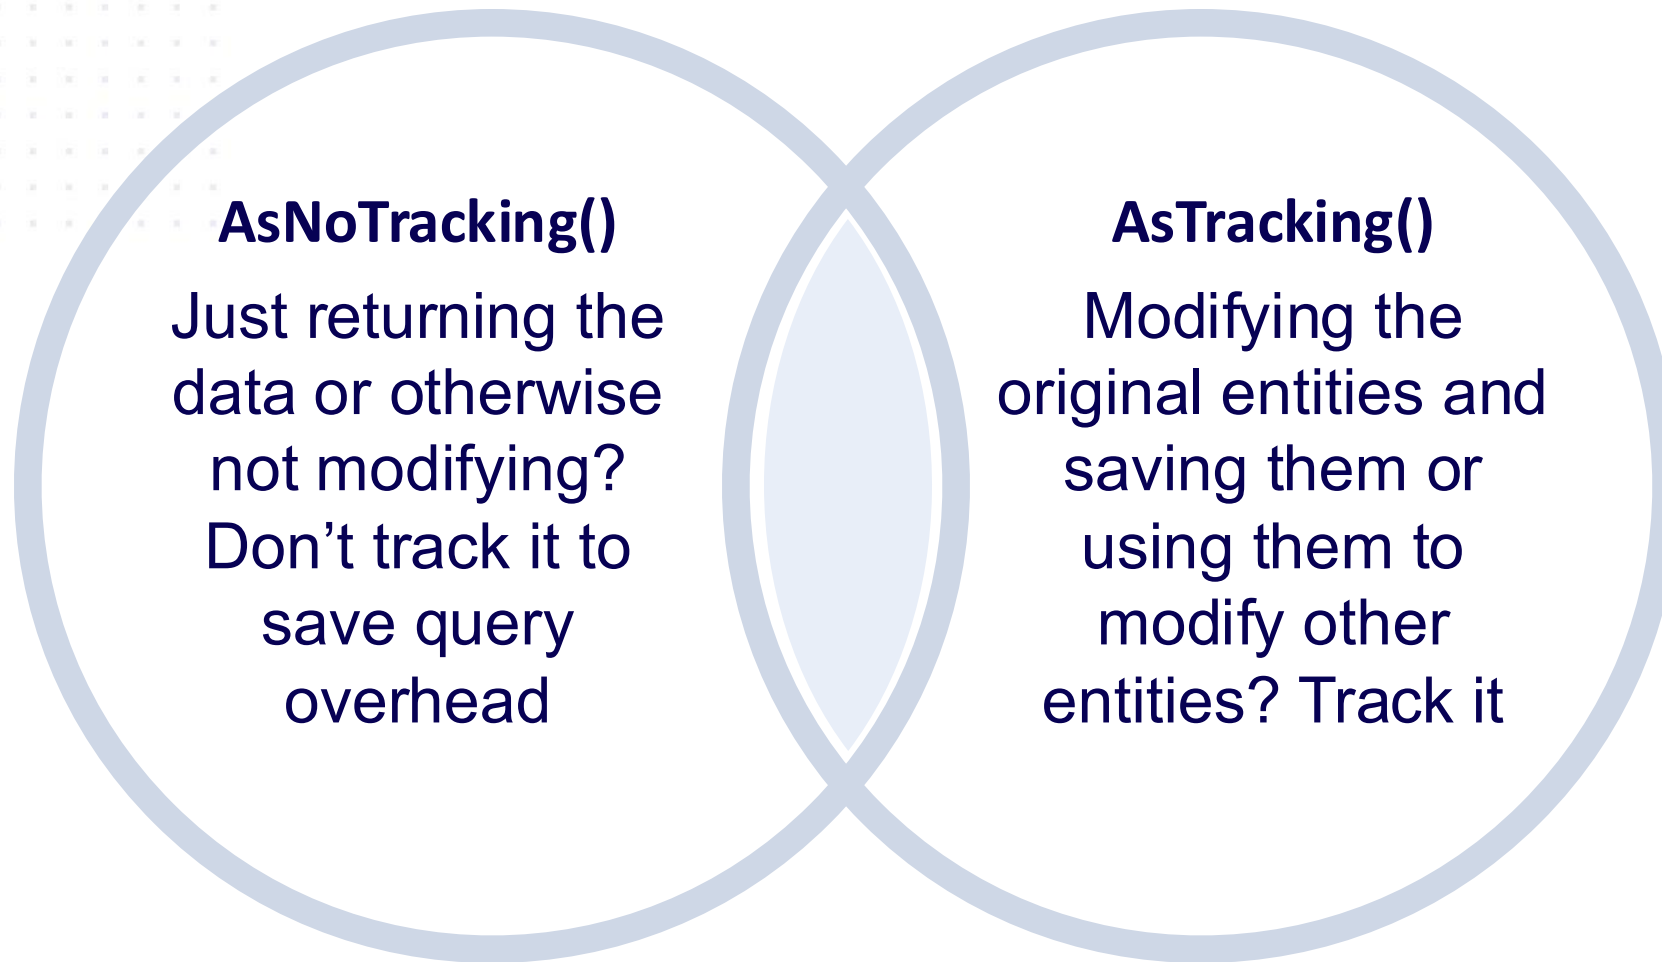 AsNoTracking()
Just returning the
data or otherwise
not modifying?
Don’t track it to
save query
overhead
AsTracking()
Modifying the
original entities and
saving them or
using them to
modify other
entities? Track it